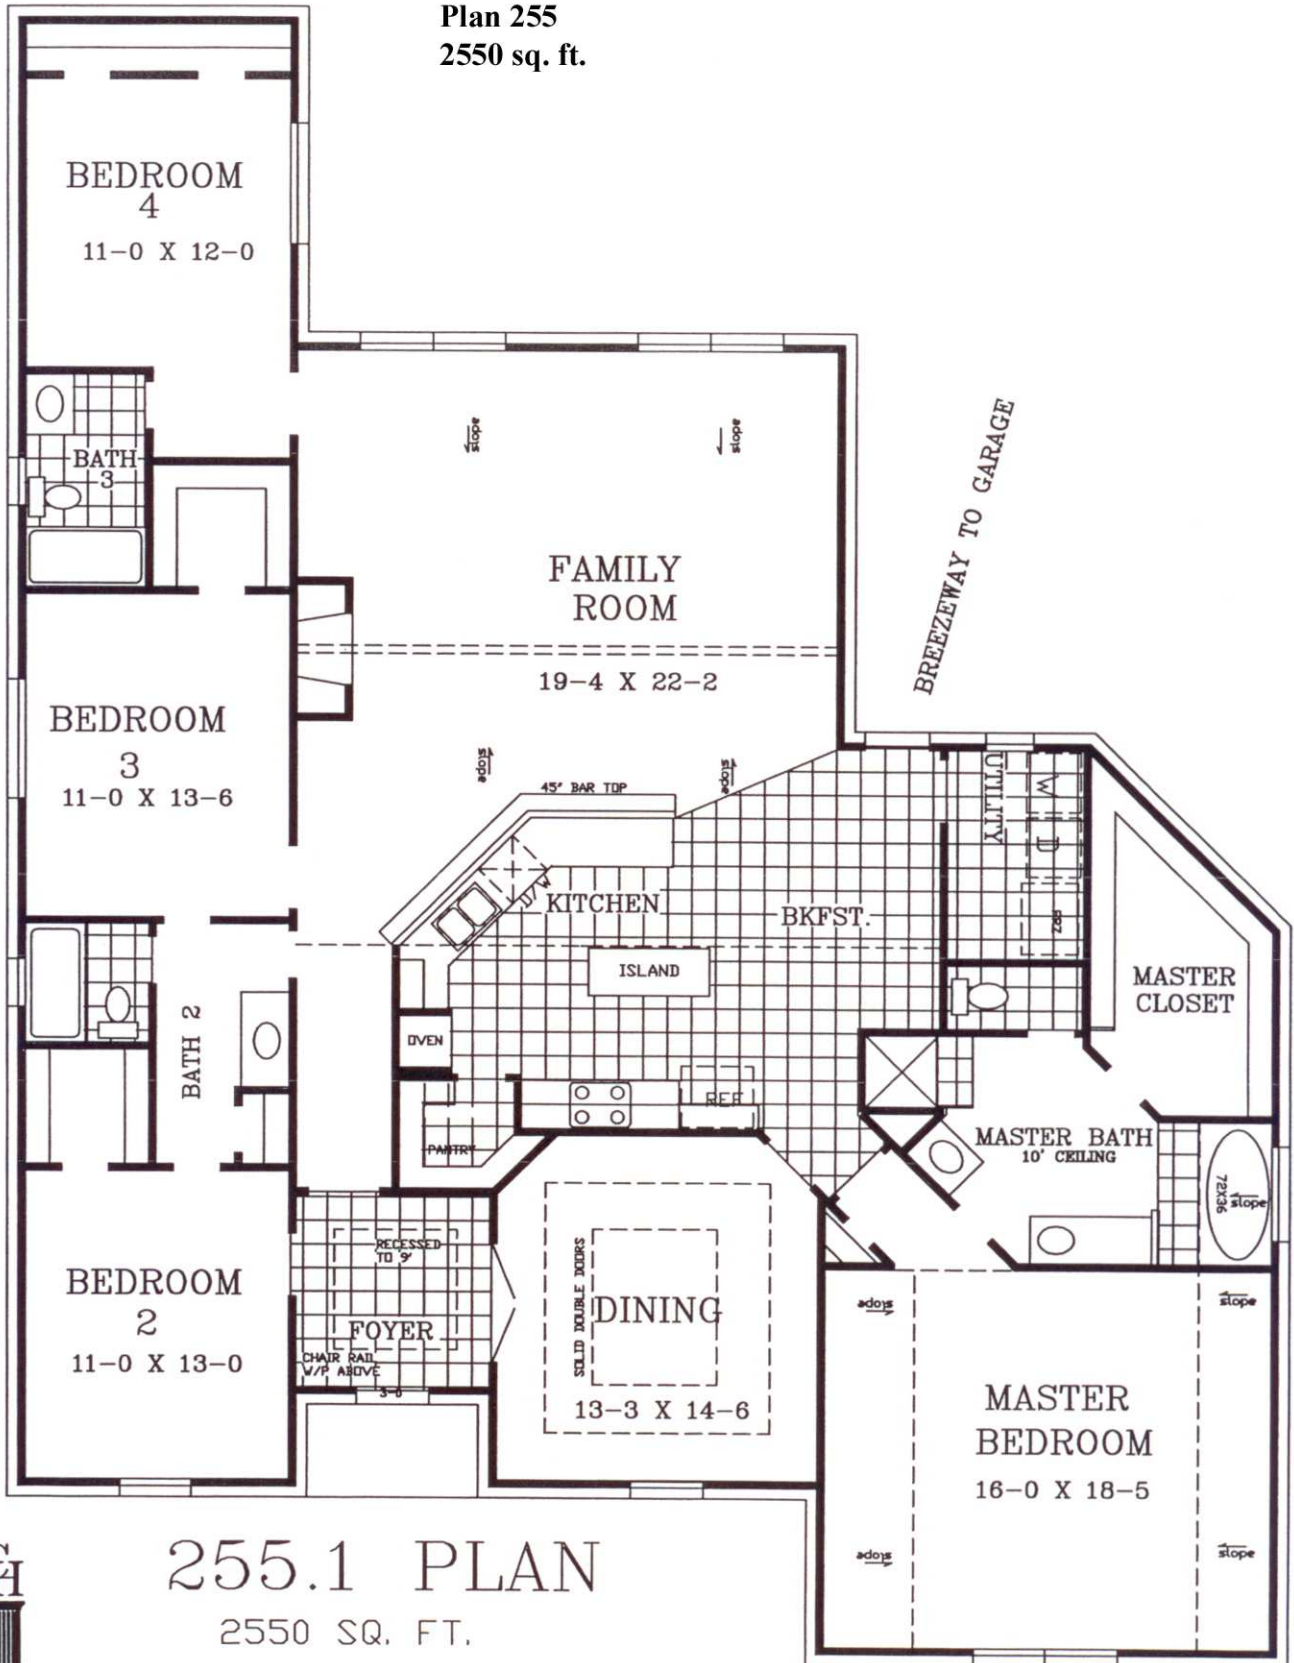 Plan 255
2550 sq. ft.
BEDROOM
4
11-0 X 12-0
BATH
3
slope
slope
FAMILY
ROOM
19-4 X 22-2
BREEZEWAY TO GARAGE
BEDROOM
3
11-0 X 13-6
slope
slope
45" BAR TOP
UTILITY
W
D
FRZ
D/W
KITCHEN
BKFST.
ISLAND
MASTER
CLOSET
BATH 2
OVEN
REF
PANTRY
MASTER BATH
10' CEILING
72X36
slope
RECESSED
TO 9'
FOYER
CHAIR RAIL
W/P ABOVE
3-0
SOLID DOUBLE DOORS
DINING
13-3 X 14-6
BEDROOM
2
11-0 X 13-0
slope
slope
MASTER
BEDROOM
16-0 X 18-5
slope
slope
255.1 PLAN
2550 SQ. FT.